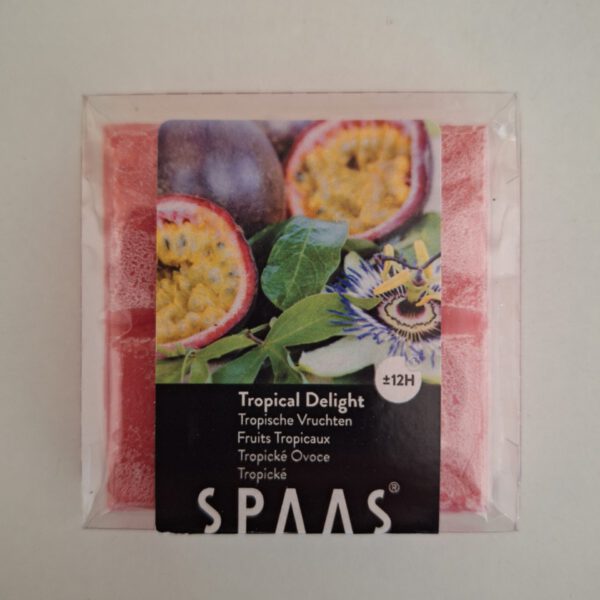 ±12H
Tropical Delight
Tropische Vruchten
Fruits Tropicaux
Tropické Ovoce
Tropické
SPAAS®